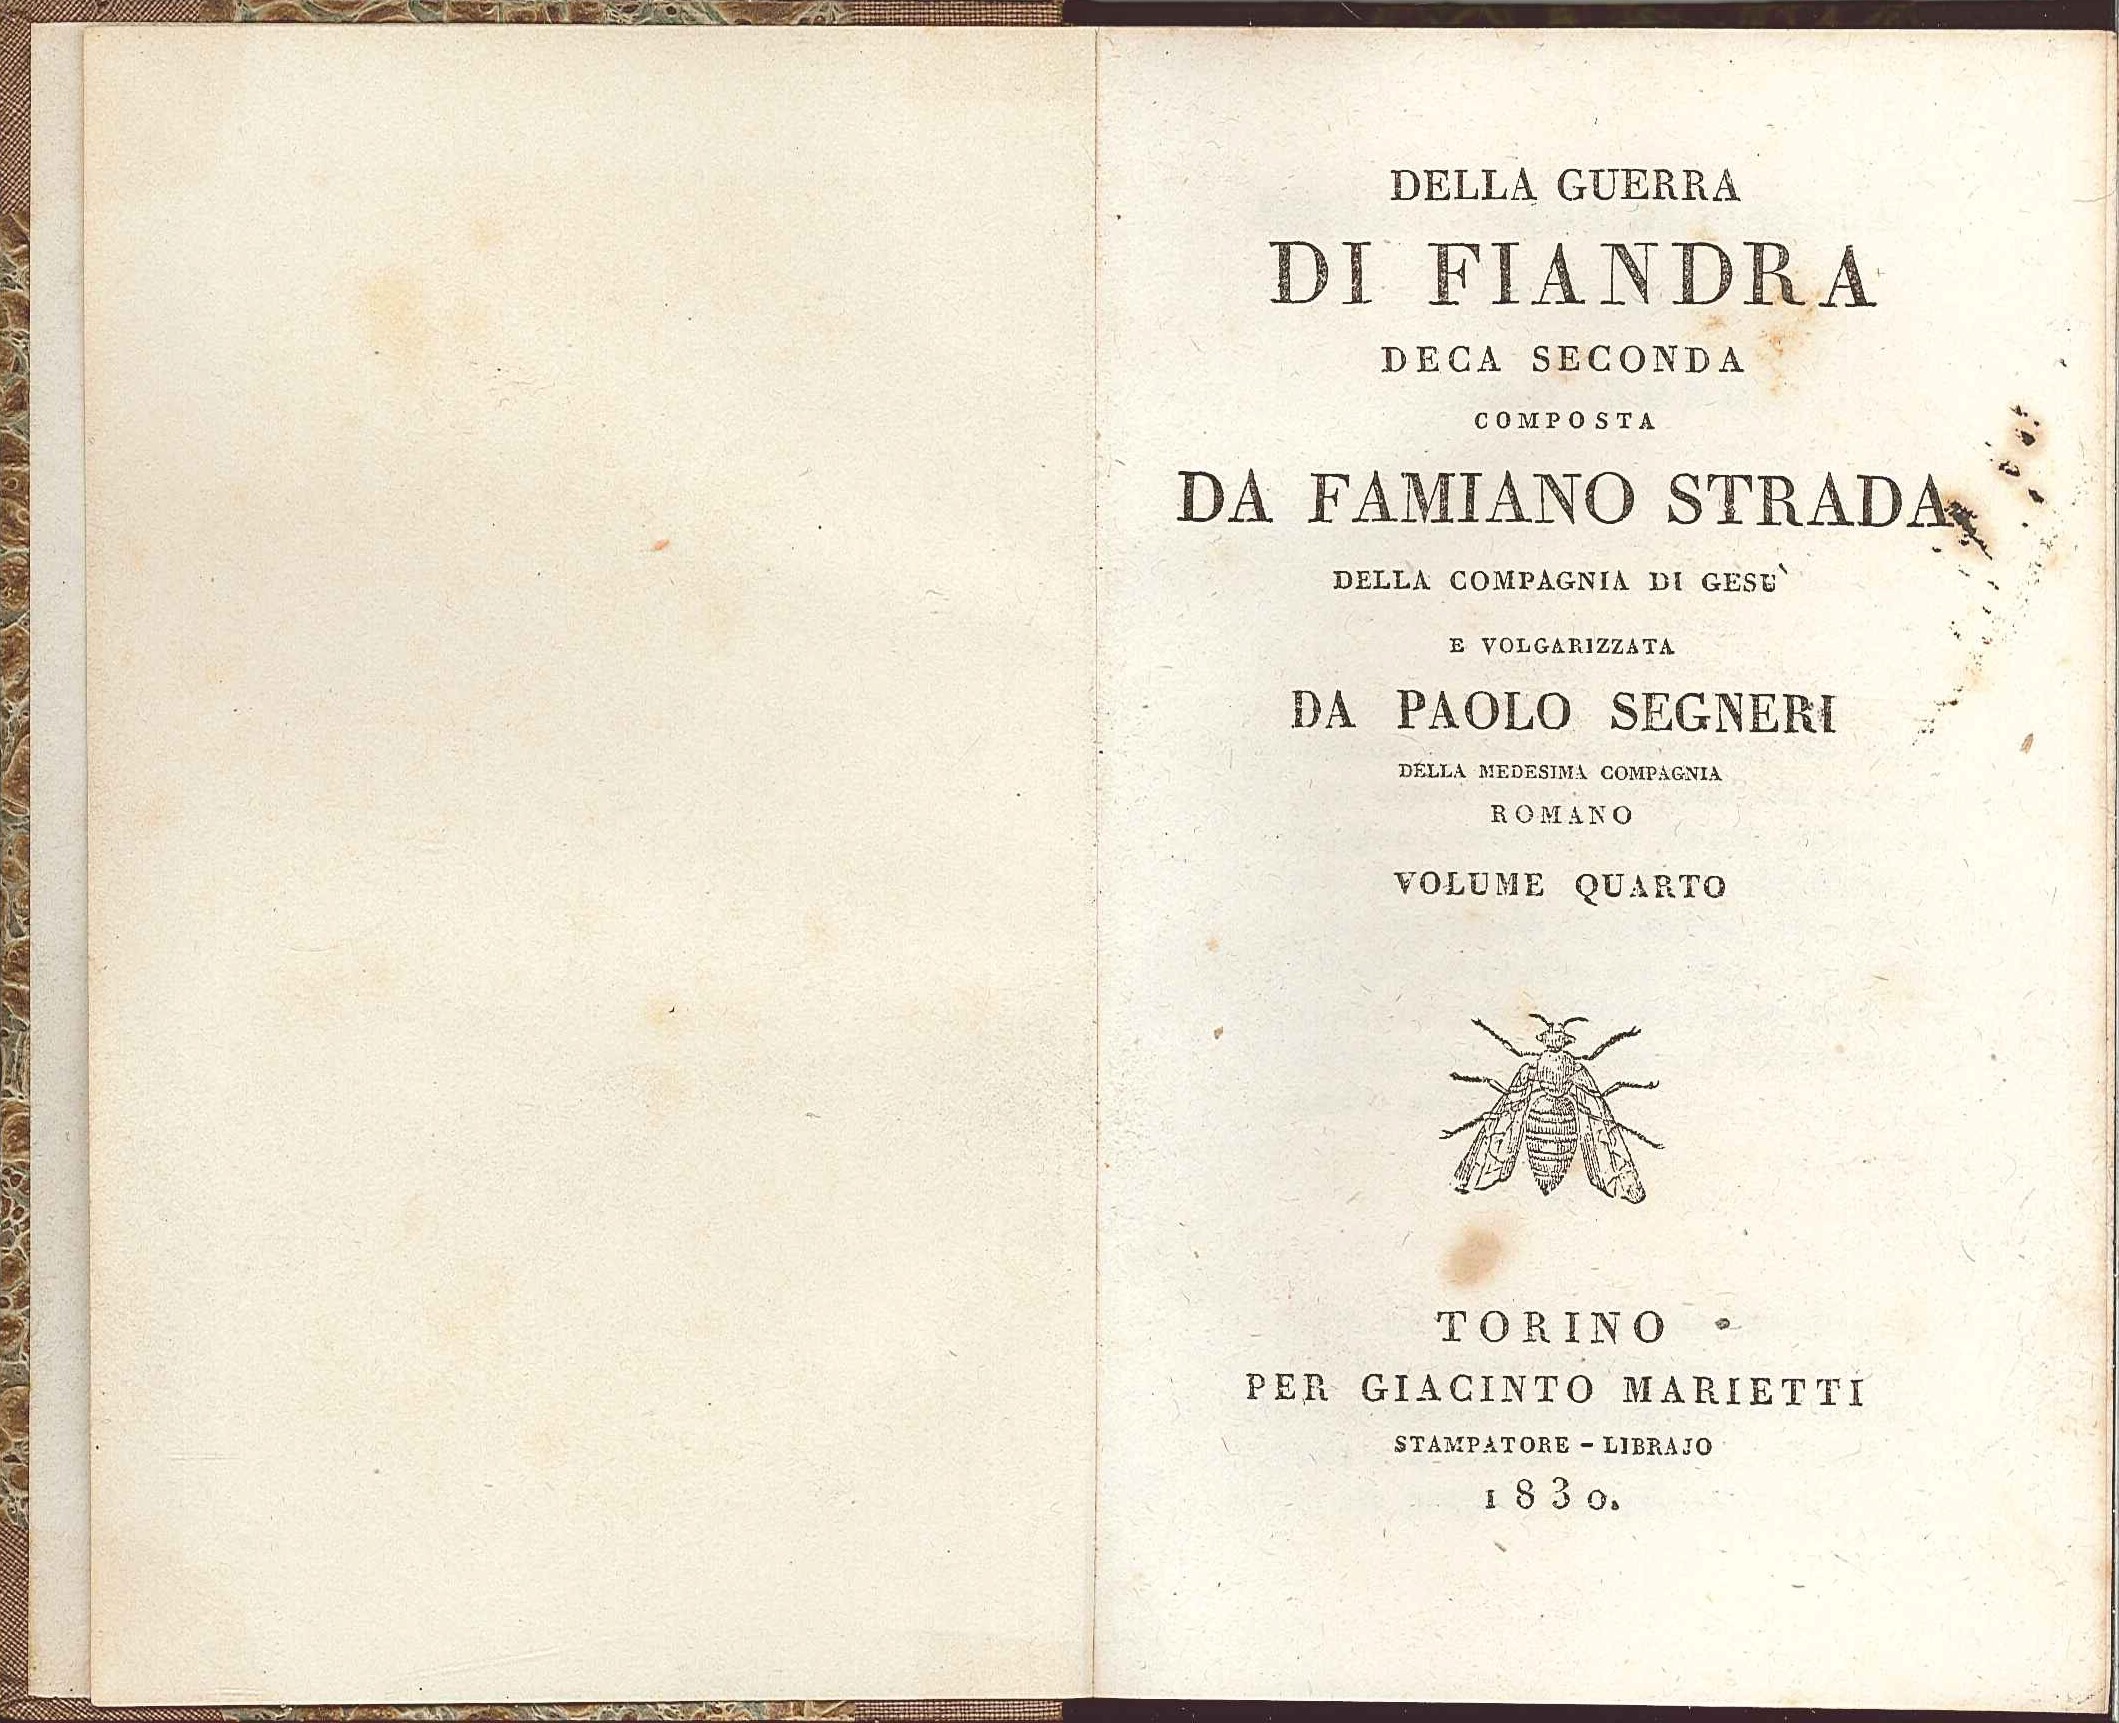 DELLA GUERRA
DI FIANDRA
DECA SECONDA
COMPOSTA
DA FAMIANO STRADA
DELLA COMPAGNIA DI GESU`
E VOLGARIZZATA
DA PAOLO SEGNERI
DELLA MEDESIMA COMPAGNIA
ROMANO
VOLUME QUARTO
TORINO
PER GIACINTO MARIETTI
STAMPATORE - LIBRAJO
1830.